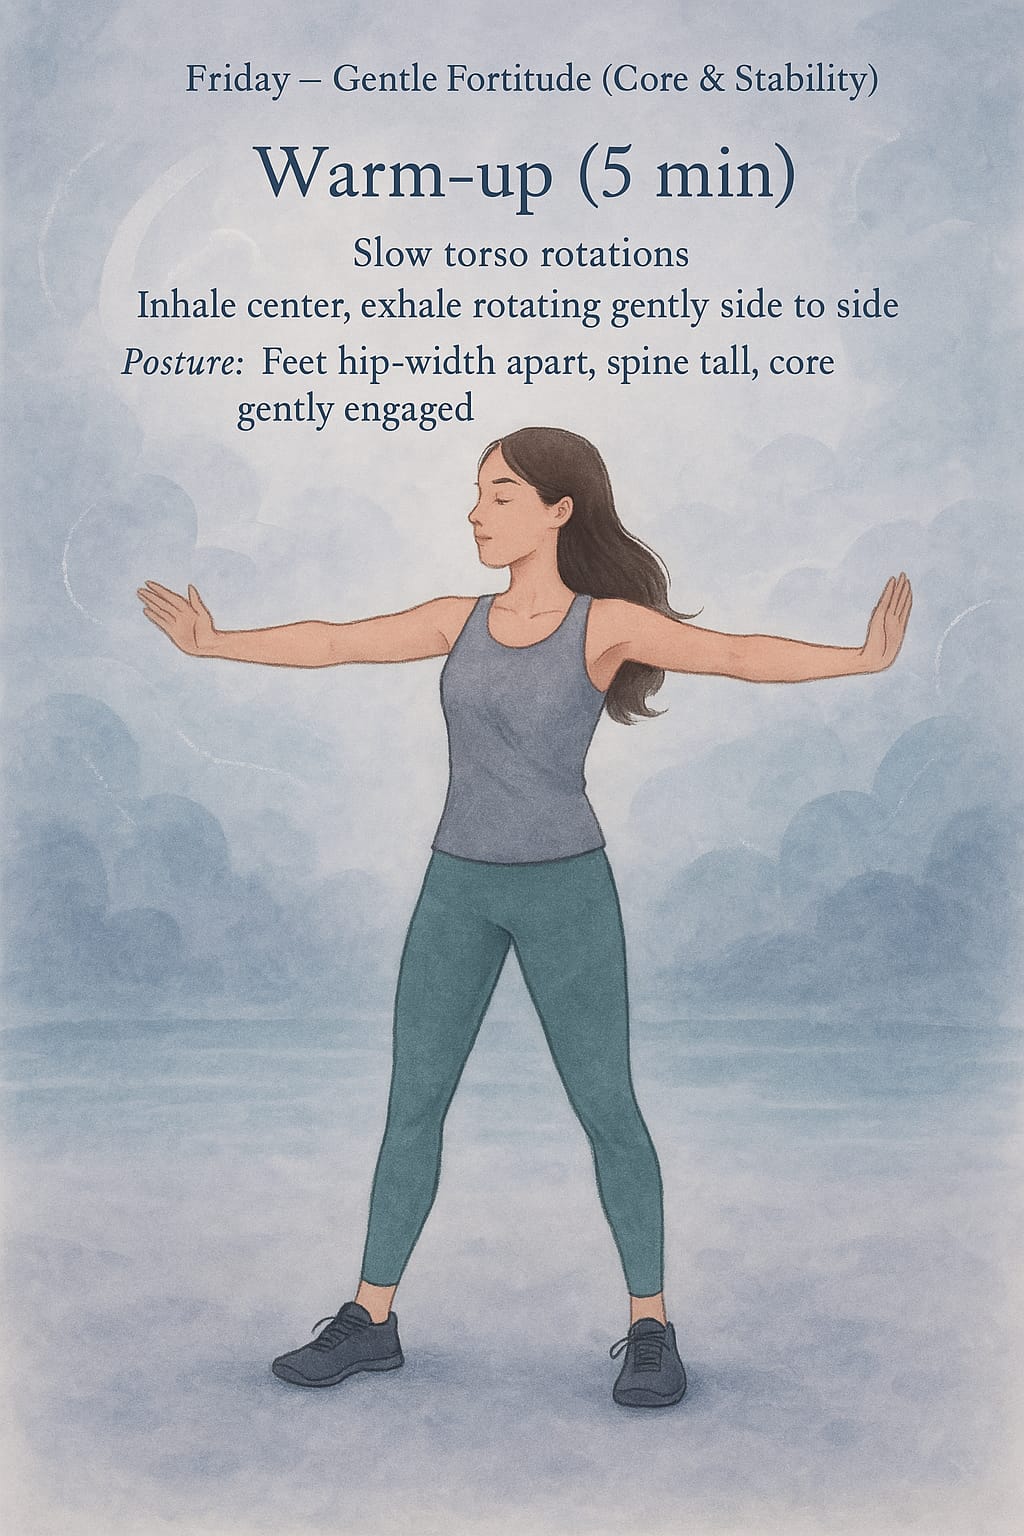 Friday – Gentle Fortitude (Core & Stability)
Warm-up (5 min)
Slow torso rotations
Inhale center, exhale rotating gently side to side
Posture: Feet hip-width apart, spine tall, core
gently engaged